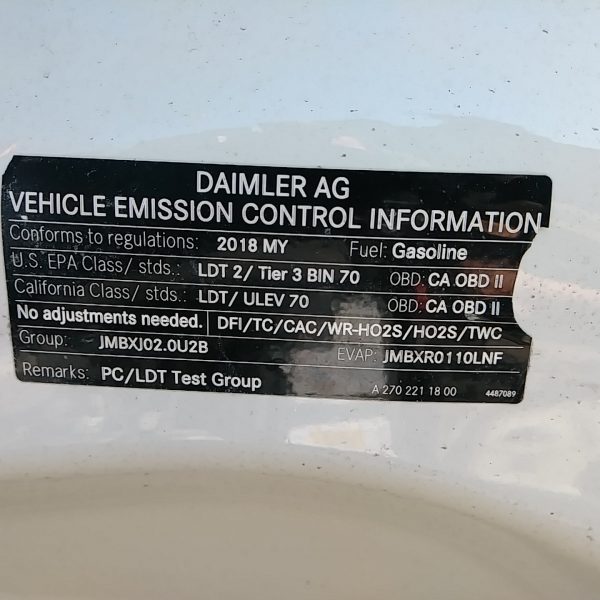 DAIMLER AG
VEHICLE EMISSION CONTROL INFORMATION
Conforms to regulations: 2018 MY Fuel: Gasoline
U.S. EPA Class/ stds.: LDT 2/ Tier 3 BIN 70 OBD: CA OBD II
California Class/ stds.: LDT/ ULEV 70 OBD: CA OBD II
No adjustments needed. DFI/TC/CAC/WR-HO2S/HO2S/TWC
Group: JMBXJ02.0U2B EVAP: JMBXR0110LNF
Remarks: PC/LDT Test Group A 270 221 18 00 4487089